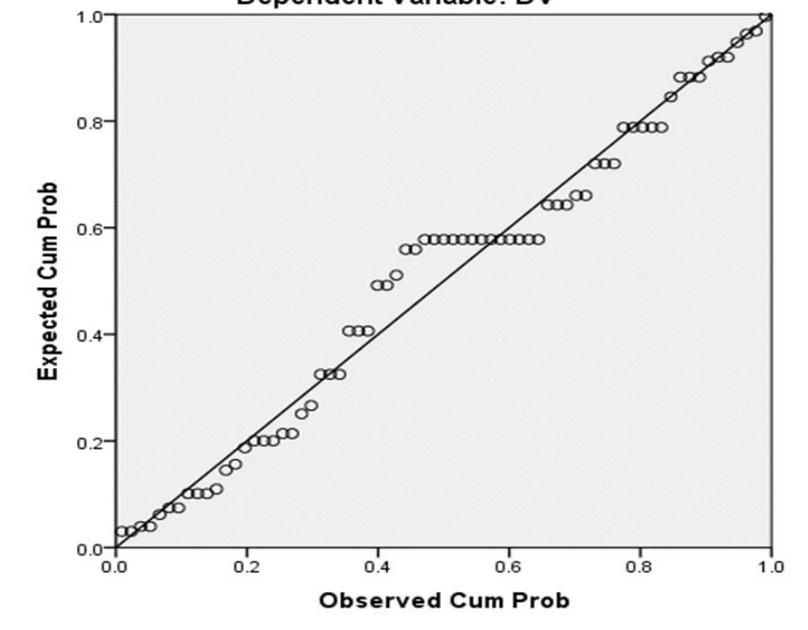 Dependent Variable: DV
1.0
0.8
0.6
0.4
0.2
0.0
Expected Cum Prob
0.0 0.2 0.4 0.6 0.8 1.0
Observed Cum Prob